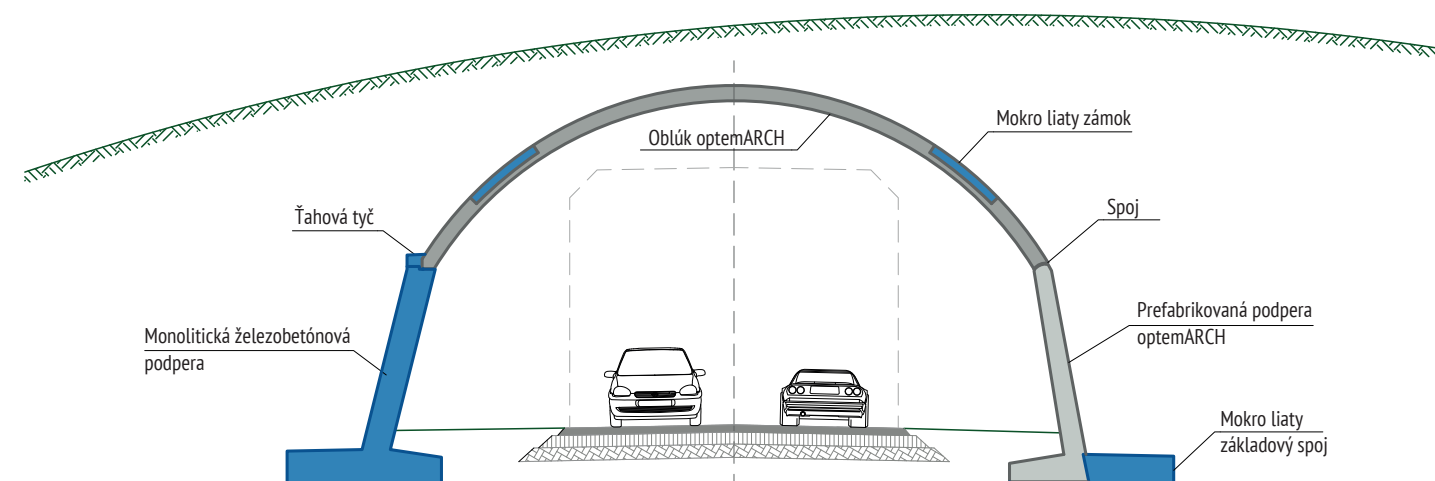 Mokro liaty zámok
Oblúk optemARCH
Ťahová tyč
Spoj
Monolitická železobetónová
podpera
Prefabrikovaná podpera
optemARCH
Mokro liaty
základový spoj